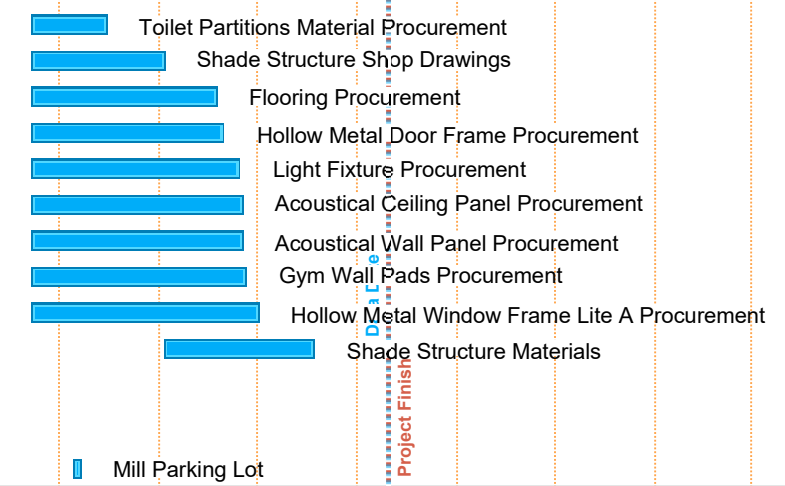 Toilet Partitions Material Procurement
Shade Structure Shop Drawings
Flooring Procurement
Hollow Metal Door Frame Procurement
Light Fixture Procurement
Acoustical Ceiling Panel Procurement
Acoustical Wall Panel Procurement
Gym Wall Pads Procurement
Hollow Metal Window Frame Lite A Procurement
Shade Structure Materials
Data Date
Project Finish
Mill Parking Lot